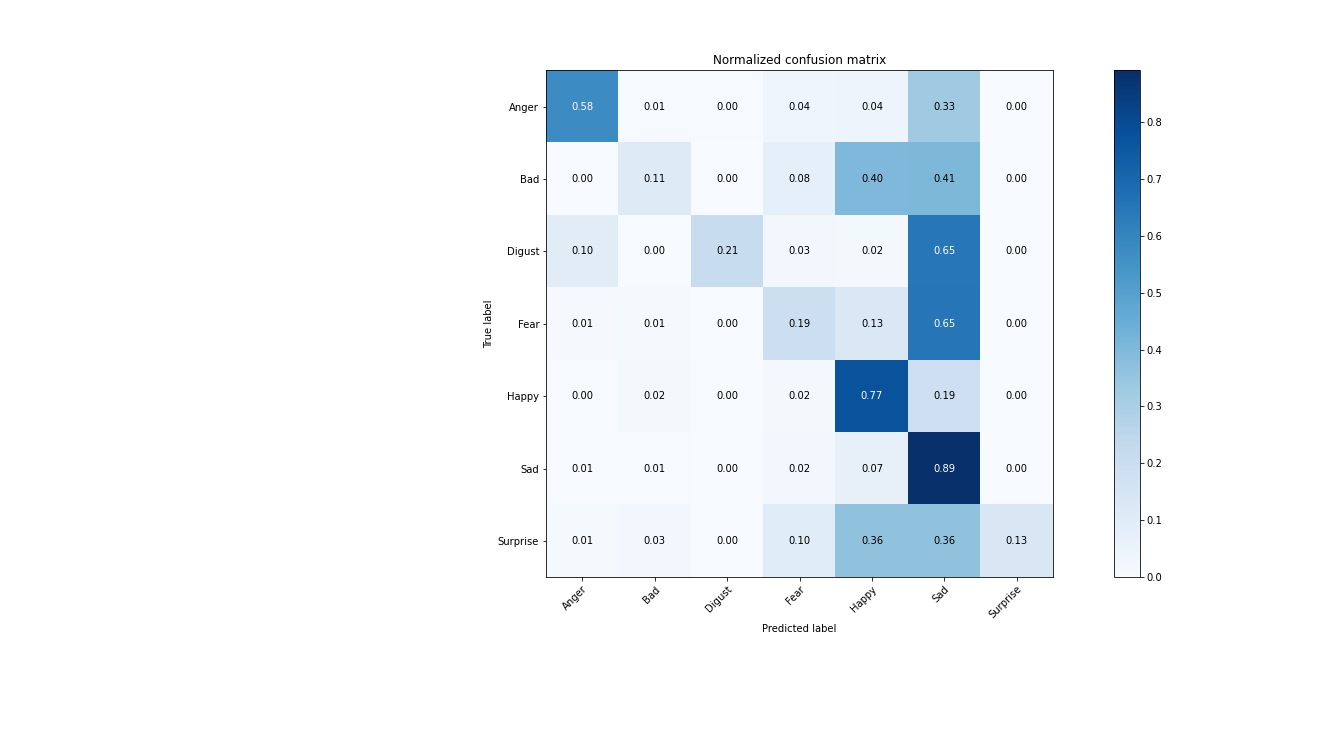 Normalized confusion matrix
Anger 0.58 0.01 0.00 0.04 0.04 0.33 0.00
Bad 0.00 0.11 0.00 0.08 0.40 0.41 0.00
Digust 0.10 0.00 0.21 0.03 0.02 0.65 0.00
Fear 0.01 0.01 0.00 0.19 0.13 0.65 0.00
Happy 0.00 0.02 0.00 0.02 0.77 0.19 0.00
Sad 0.01 0.01 0.00 0.02 0.07 0.89 0.00
Surprise 0.01 0.03 0.00 0.10 0.36 0.36 0.13
True label
Anger Bad Digust Fear Happy Sad Surprise
Predicted label
0.8
0.7
0.6
0.5
0.4
0.3
0.2
0.1
0.0